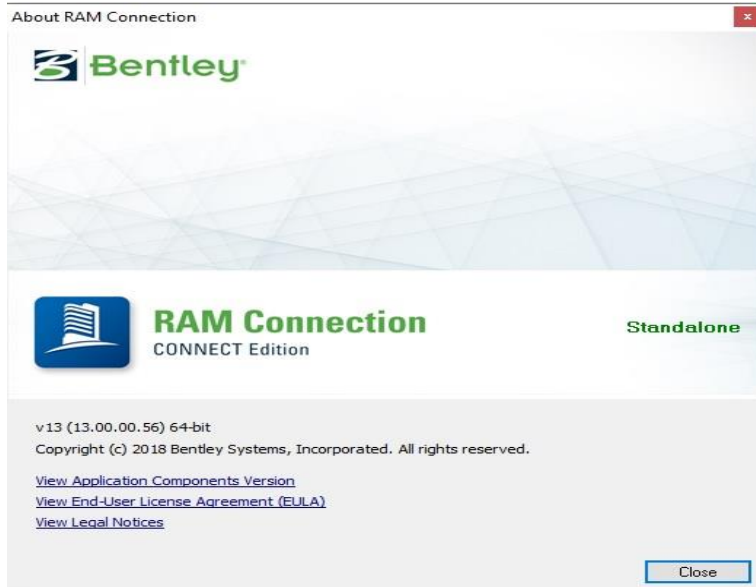 About RAM Connection
Bentley®
RAM Connection
CONNECT Edition
Standalone
v13 (13.00.00.56) 64-bit
Copyright (c) 2018 Bentley Systems, Incorporated. All rights reserved.
View Application Components Version
View End-User License Agreement (EULA)
View Legal Notices
Close